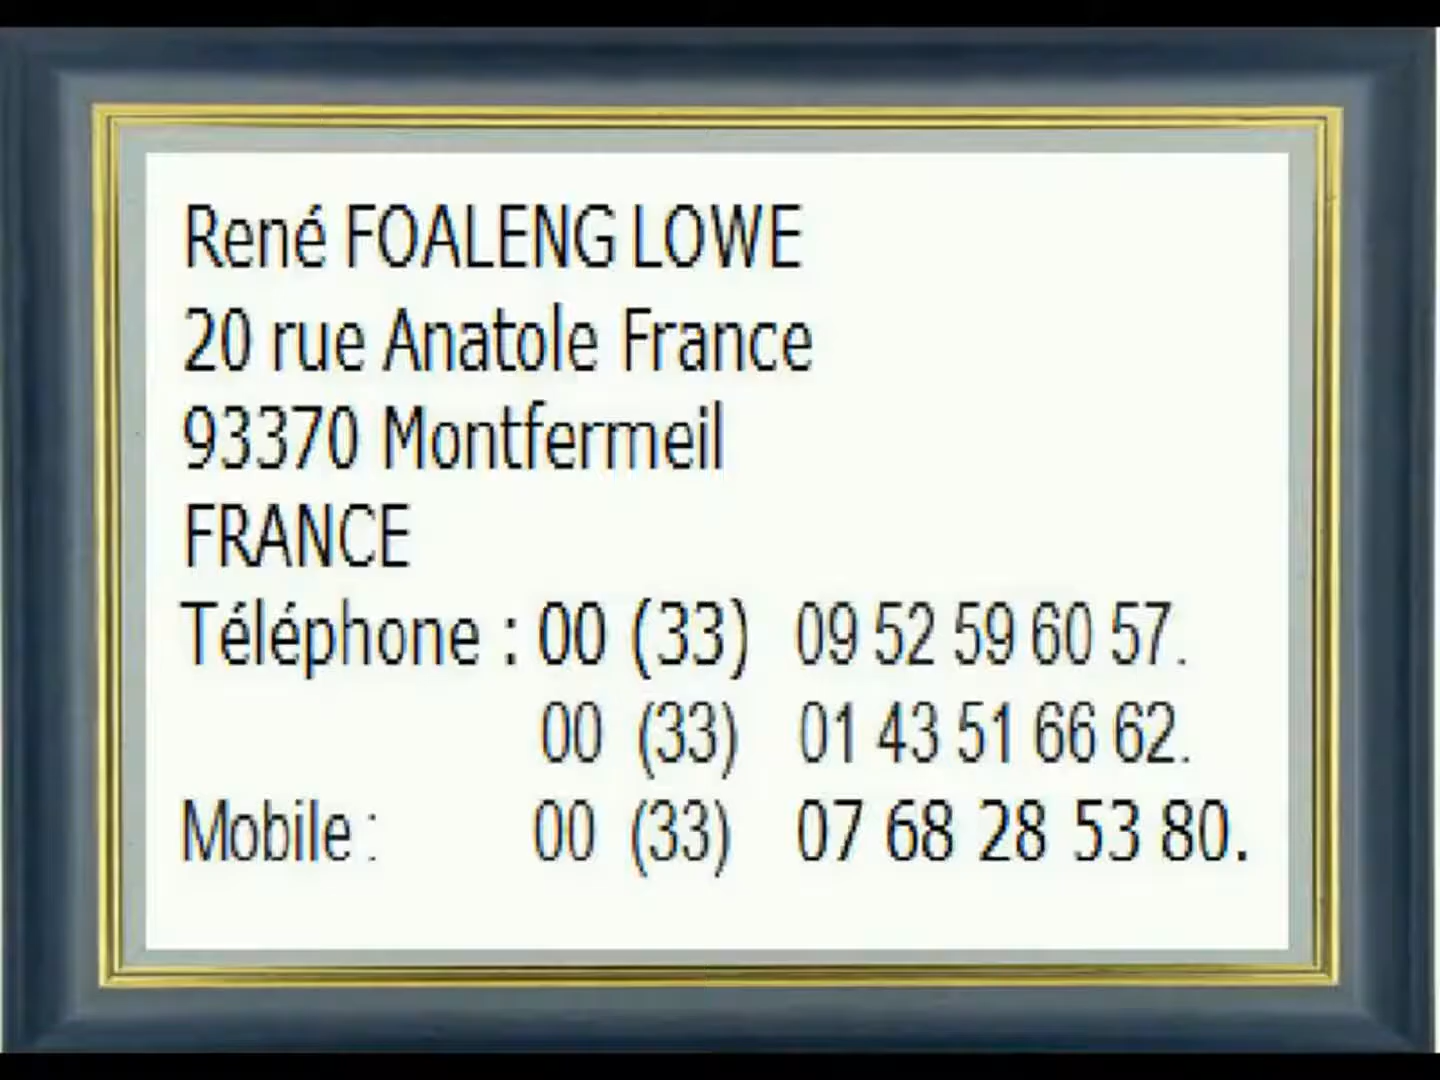 René FOALENG LOWE
20 rue Anatole France
93370 Montfermeil
FRANCE
Téléphone : 00 (33) 09 52 59 60 57.
00 (33) 01 43 51 66 62.
Mobile : 00 (33) 07 68 28 53 80.